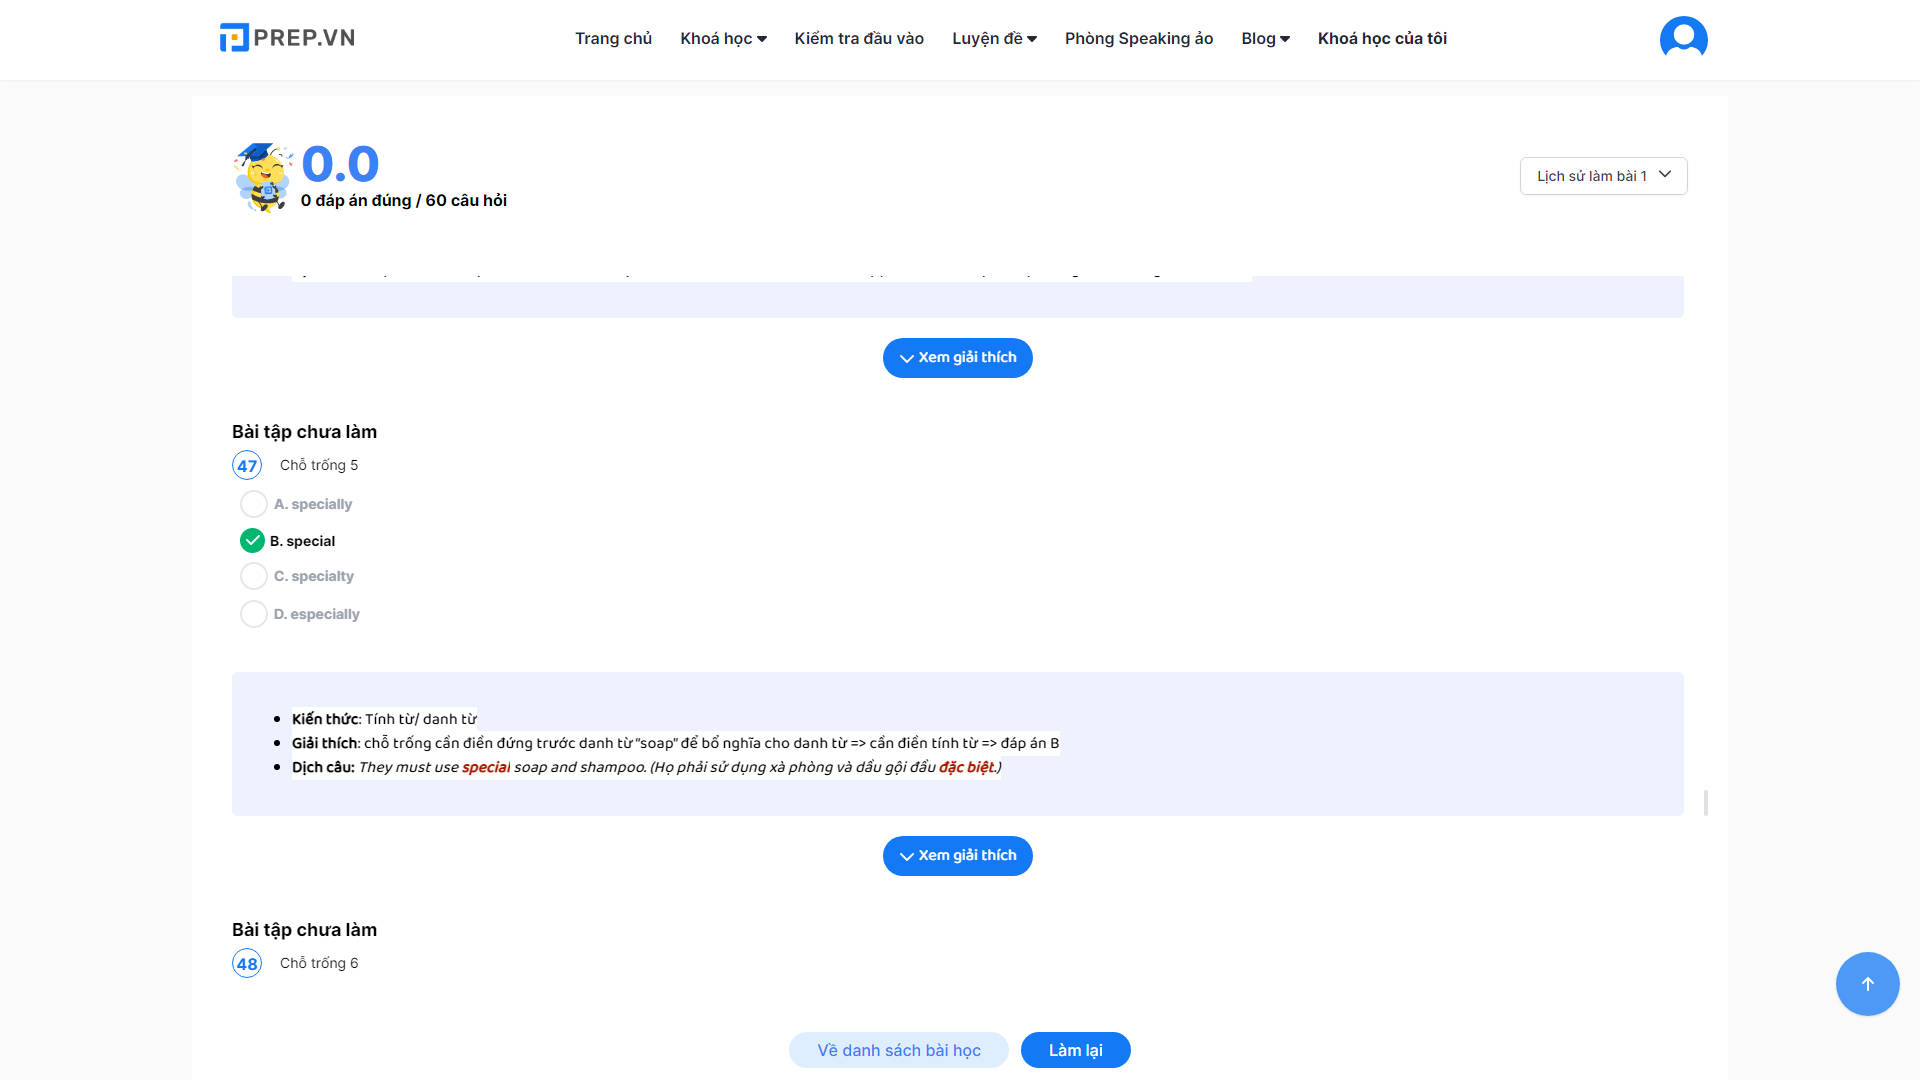 PREP.VN
Trang chủ Khoá học Kiểm tra đầu vào Luyện đề Phòng Speaking ảo Blog Khoá học của tôi
0.0
0 đáp án đúng / 60 câu hỏi
Lịch sử làm bài 1
Xem giải thích
Bài tập chưa làm
47 Chỗ trống 5
A. specially
B. special
C. specialty
D. especially
Kiến thức: Tính từ/ danh từ
Giải thích: chỗ trống cần điền đứng trước danh từ “soap” để bổ nghĩa cho danh từ => cần điền tính từ => đáp án B
Dịch câu: They must use special soap and shampoo. (Họ phải sử dụng xà phòng và dầu gội đầu đặc biệt.)
Xem giải thích
Bài tập chưa làm
48 Chỗ trống 6
Về danh sách bài học Làm lại